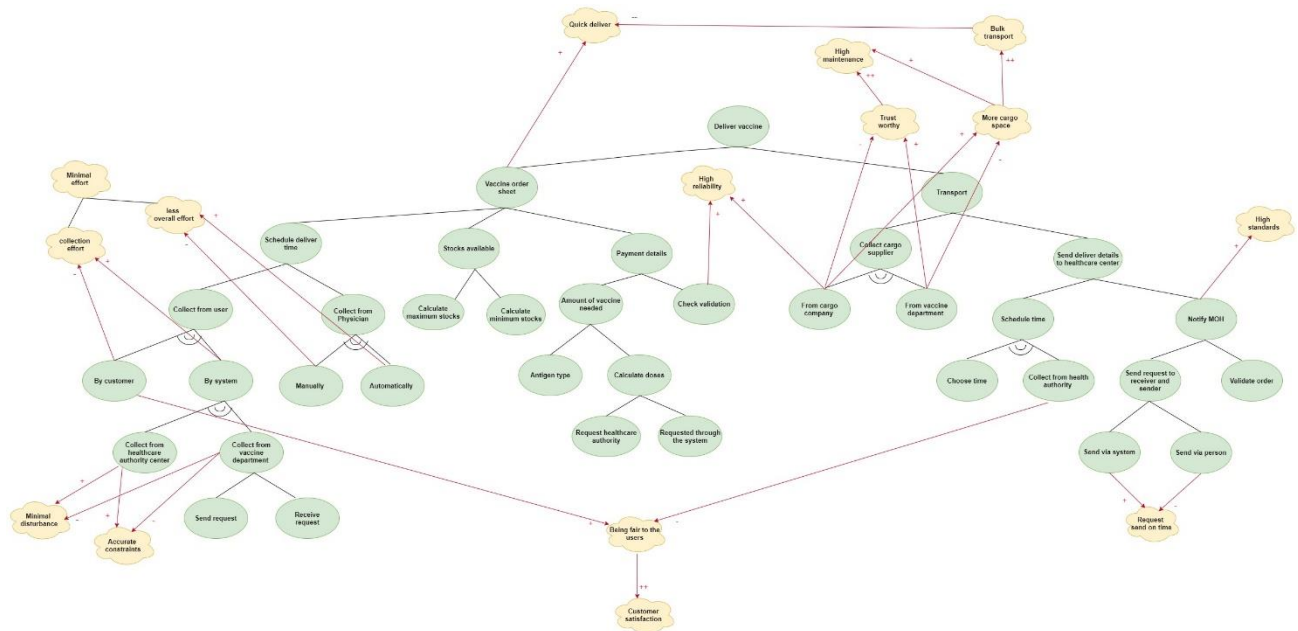 Quick deliver
--
Bulk
transport
+
High
maintenance
+
++
++
Trust
worthy
More cargo
space
Deliver vaccine
-
+
+
-
Minimal
effort
less
overall effort
+
-
collection
effort
-
+
Vaccine order
sheet
High
reliability
+
+
Transport
High
standards
+
Schedule deliver
time
Stocks available
Payment details
Collect cargo
supplier
Send deliver details
to healthcare center
Collect from user
Collect from
Physician
Calculate
maximum stocks
Calculate
minimum stocks
Amount of vaccine
needed
Check validation
From cargo
company
From vaccine
department
Schedule time
Notify MOH
By customer
By system
Manually
Automatically
Antigen type
Calculate doses
Choose time
Collect from health
authority
Send request to
receiver and
sender
Validate order
Collect from
healthcare
authority center
Collect from
vaccine
department
Request healthcare
authority
Requested through
the system
Send via system
Send via person
+
-
+
-
Minimal
disturbance
Accurate
constraints
Send request
Receive
request
+
-
Being fair to the
users
+
-
Request
send on time
++
Customer
satisfaction